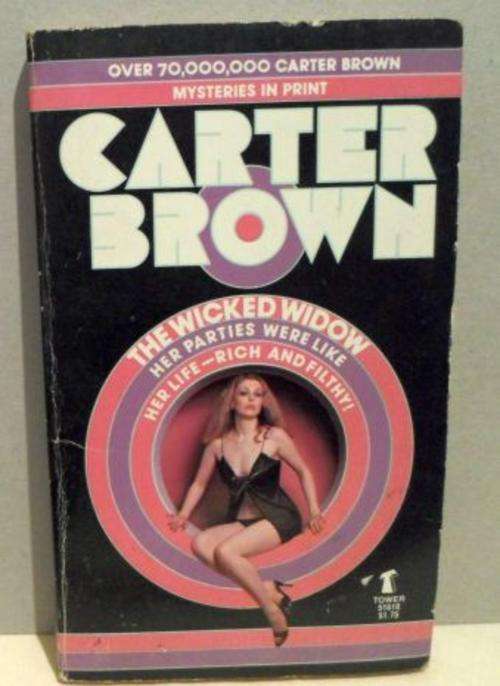 OVER 70,000,000 CARTER BROWN
MYSTERIES IN PRINT
CARTER
BROWN
THE WICKED WIDOW
HER PARTIES WERE LIKE
HER LIFE—RICH AND FILTHY!
TOWER
51618
$1.75